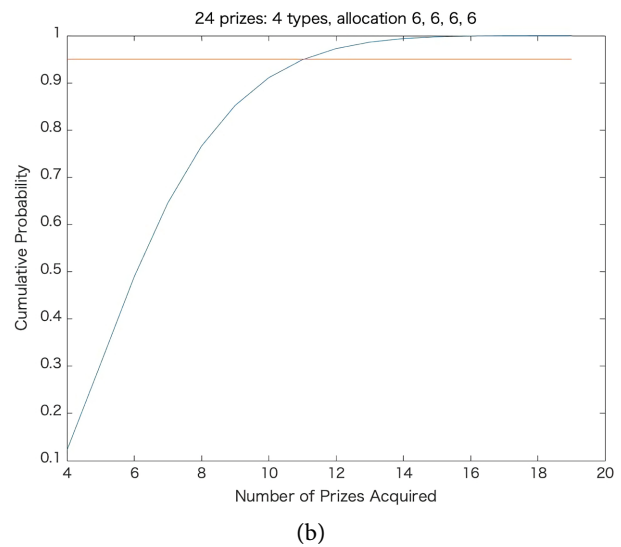 24 prizes: 4 types, allocation 6, 6, 6, 6
1
0.9
0.8
0.7
0.6
0.5
0.4
0.3
0.2
0.1
Cumulative Probability
4 6 8 10 12 14 16 18 20
Number of Prizes Acquired
(b)